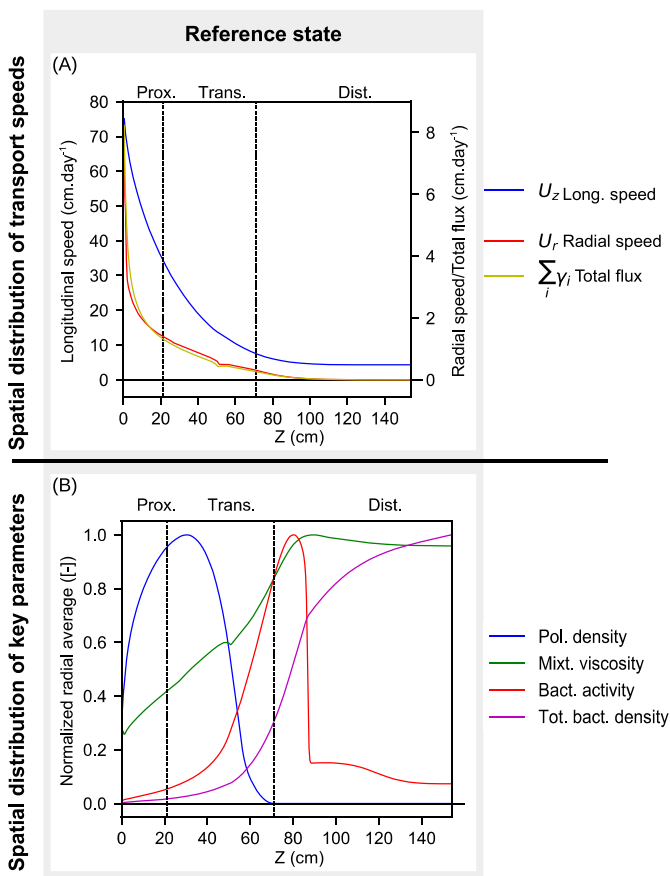 Reference state
Spatial distribution of transport speeds
(A)
Prox. Trans. Dist.
80
70
60
50
40
30
20
10
0
Longitudinal speed (cm.day⁻¹)
8
6
4
2
0
Radial speed/Total flux (cm.day⁻¹)
0 20 40 60 80 100 120 140
Z (cm)
U_z Long. speed
U_r Radial speed
∑_i γ_i Total flux
Spatial distribution of key parameters
(B)
Prox. Trans. Dist.
1.0
0.8
0.6
0.4
0.2
0.0
Normalized radial average ([-])
0 20 40 60 80 100 120 140
Z (cm)
Pol. density
Mixt. viscosity
Bact. activity
Tot. bact. density